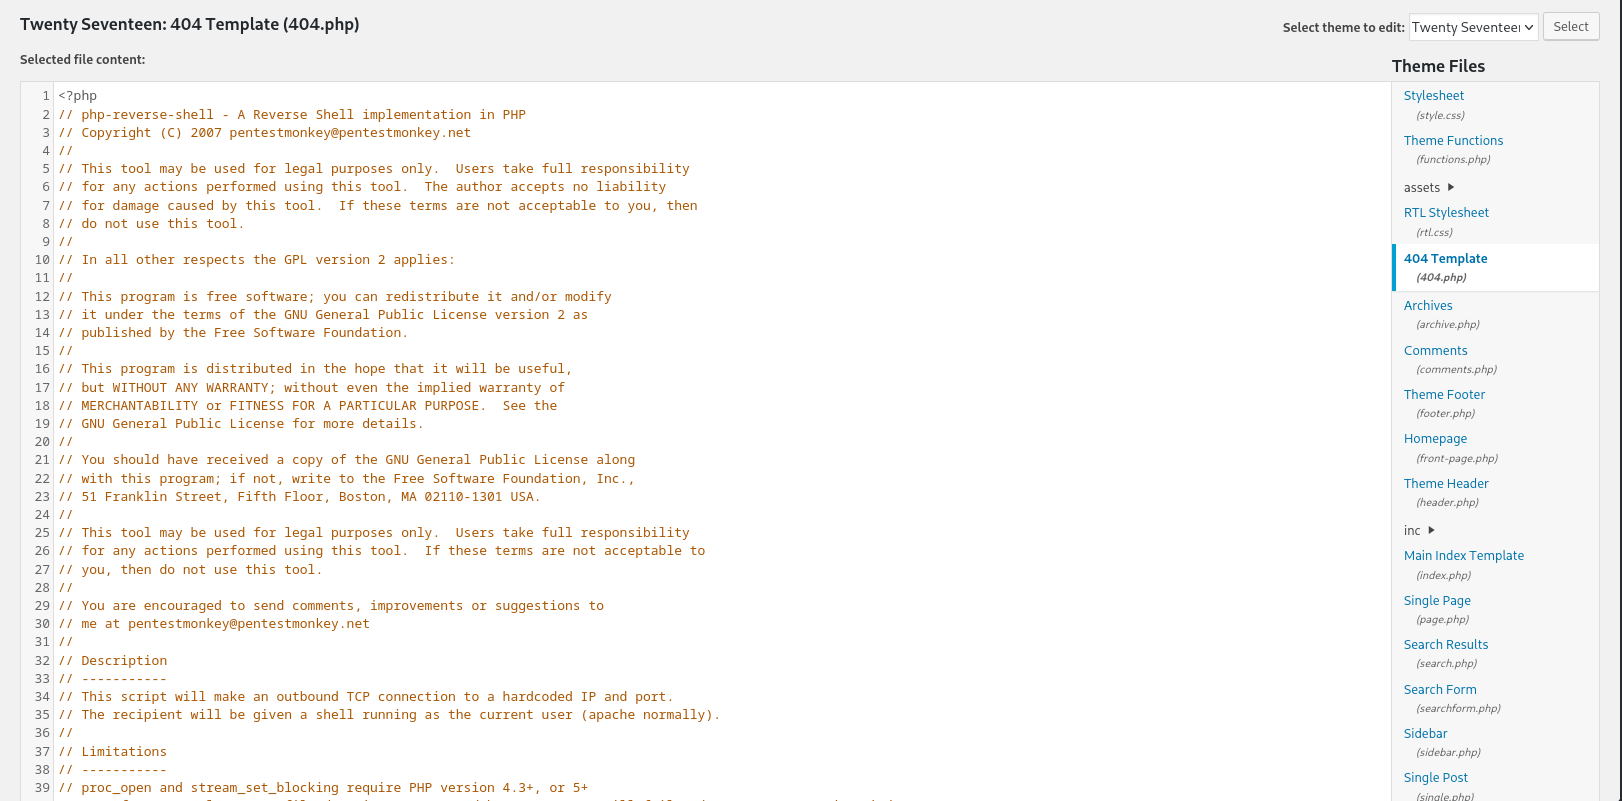 Twenty Seventeen: 404 Template (404.php)
Select theme to edit: Twenty Seventeen Select
Selected file content:
1 <?php
2 // php-reverse-shell - A Reverse Shell implementation in PHP
3 // Copyright (C) 2007 pentestmonkey@pentestmonkey.net
4 //
5 // This tool may be used for legal purposes only.  Users take full responsibility
6 // for any actions performed using this tool.  The author accepts no liability
7 // for damage caused by this tool.  If these terms are not acceptable to you, then
8 // do not use this tool.
9 //
10 // In all other respects the GPL version 2 applies:
11 //
12 // This program is free software; you can redistribute it and/or modify
13 // it under the terms of the GNU General Public License version 2 as
14 // published by the Free Software Foundation.
15 //
16 // This program is distributed in the hope that it will be useful,
17 // but WITHOUT ANY WARRANTY; without even the implied warranty of
18 // MERCHANTABILITY or FITNESS FOR A PARTICULAR PURPOSE.  See the
19 // GNU General Public License for more details.
20 //
21 // You should have received a copy of the GNU General Public License along
22 // with this program; if not, write to the Free Software Foundation, Inc.,
23 // 51 Franklin Street, Fifth Floor, Boston, MA 02110-1301 USA.
24 //
25 // This tool may be used for legal purposes only.  Users take full responsibility
26 // for any actions performed using this tool.  If these terms are not acceptable to
27 // you, then do not use this tool.
28 //
29 // You are encouraged to send comments, improvements or suggestions to
30 // me at pentestmonkey@pentestmonkey.net
31 //
32 // Description
33 // -----------
34 // This script will make an outbound TCP connection to a hardcoded IP and port.
35 // The recipient will be given a shell running as the current user (apache normally).
36 //
37 // Limitations
38 // -----------
39 // proc_open and stream_set_blocking require PHP version 4.3+, or 5+
Theme Files
Stylesheet
(style.css)
Theme Functions
(functions.php)
assets
RTL Stylesheet
(rtl.css)
404 Template
(404.php)
Archives
(archive.php)
Comments
(comments.php)
Theme Footer
(footer.php)
Homepage
(front-page.php)
Theme Header
(header.php)
inc
Main Index Template
(index.php)
Single Page
(page.php)
Search Results
(search.php)
Search Form
(searchform.php)
Sidebar
(sidebar.php)
Single Post
(single.php)